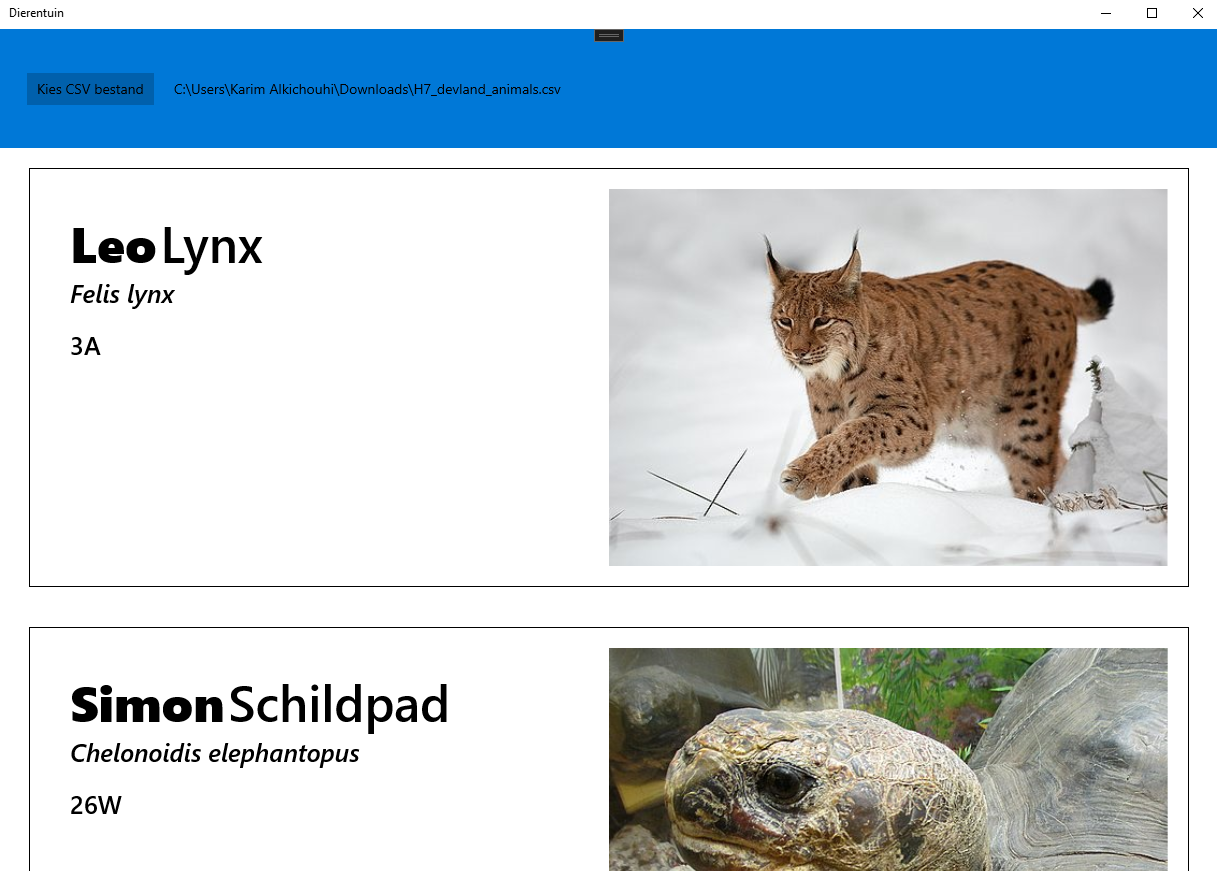 Dierentuin
Kies CSV bestand C:\Users\Karim Alkichouhi\Downloads\H7_devland_animals.csv
Leo Lynx
Felis lynx
3A
Simon Schildpad
Chelonoidis elephantopus
26W